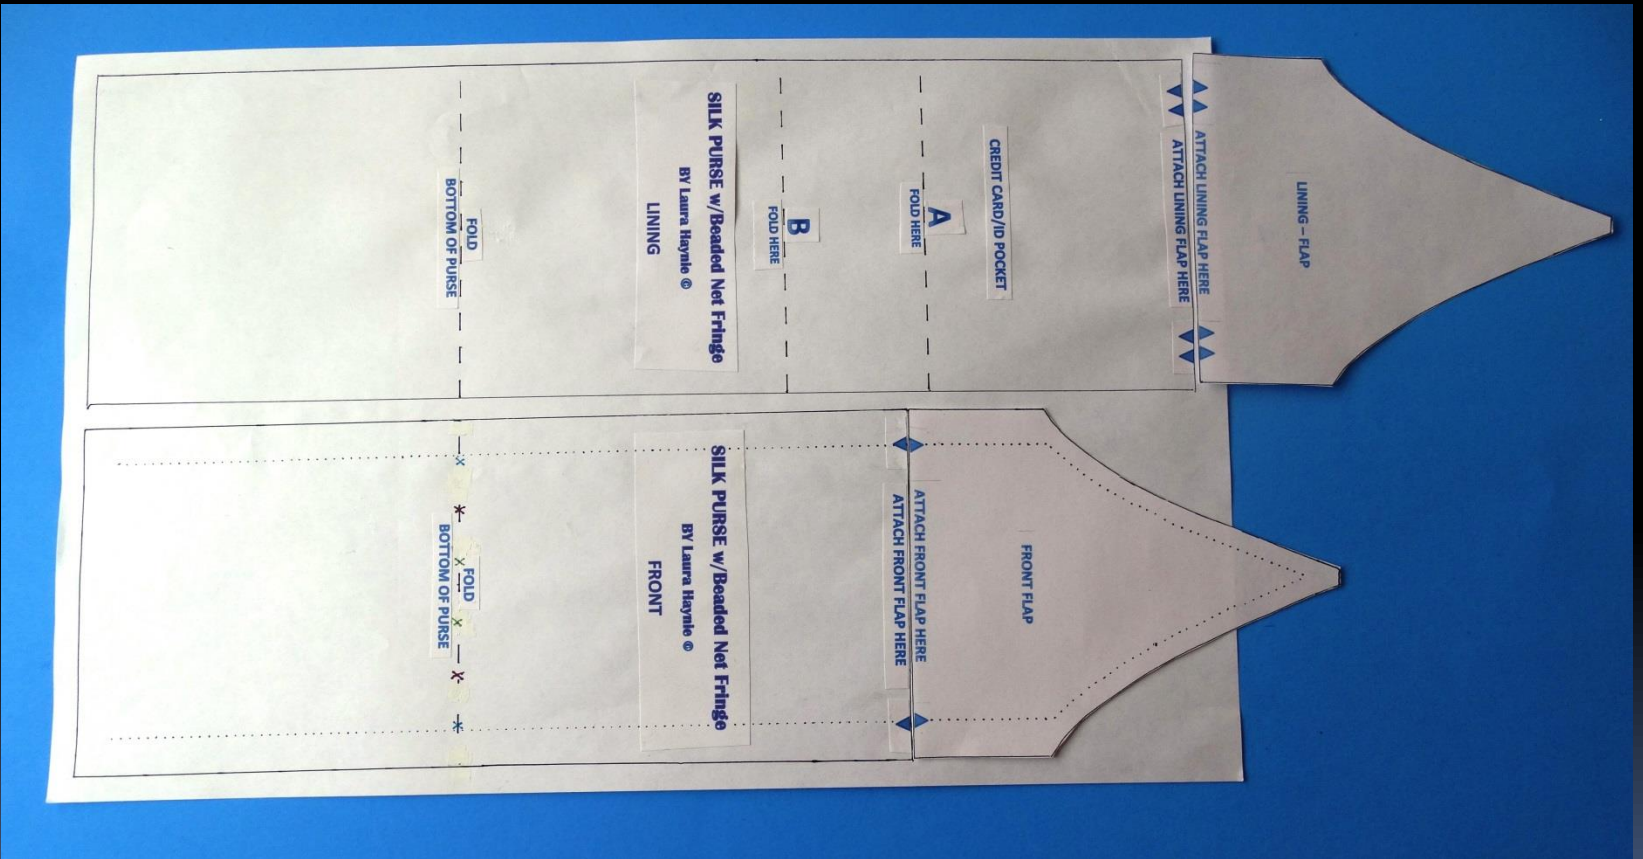 LINING – FLAP
ATTACH LINING FLAP HERE
ATTACH LINING FLAP HERE
CREDIT CARD/ID POCKET
A
FOLD HERE
B
FOLD HERE
SILK PURSE w/Beaded Net Fringe
BY Laura Haynie ©
LINING
FOLD
BOTTOM OF PURSE
FRONT FLAP
ATTACH FRONT FLAP HERE
ATTACH FRONT FLAP HERE
SILK PURSE w/Beaded Net Fringe
BY Laura Haynie ©
FRONT
FOLD
BOTTOM OF PURSE